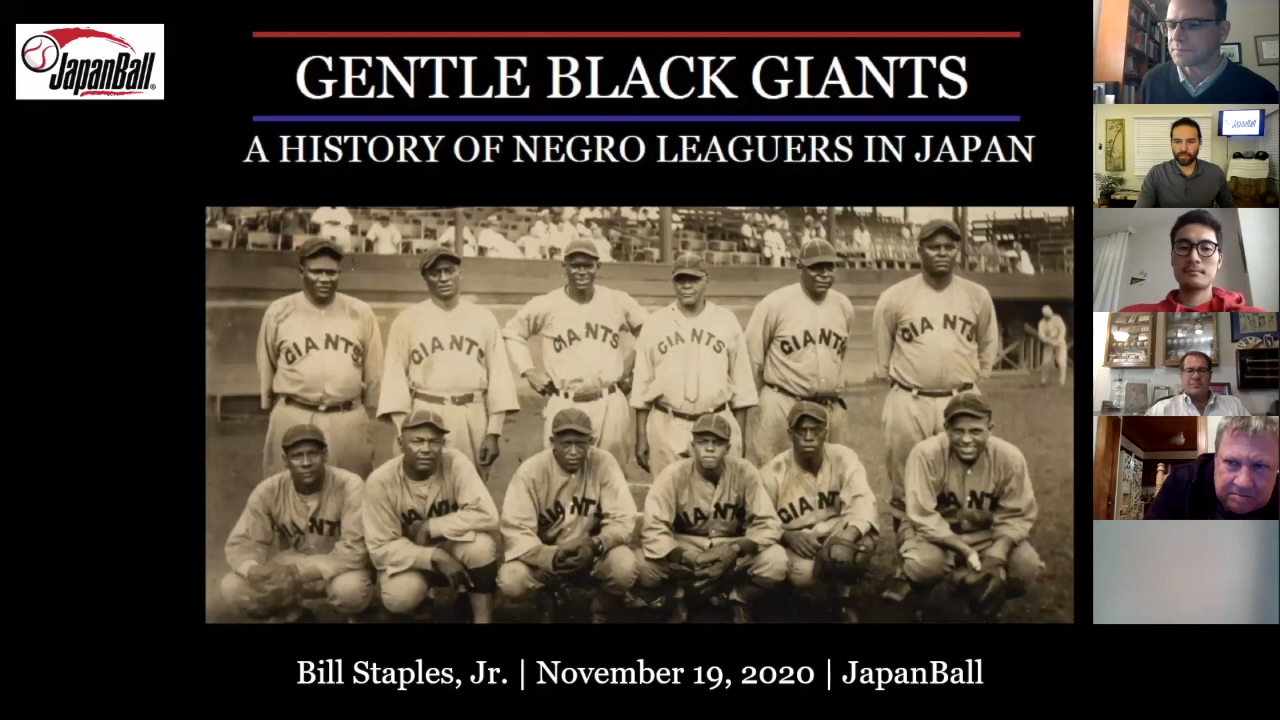 JapanBall®
GENTLE BLACK GIANTS
A HISTORY OF NEGRO LEAGUERS IN JAPAN
GIANTS
GIANTS
GIANTS
GIANTS
GIANTS
GIANTS
GIANTS
Bill Staples, Jr. | November 19, 2020 | JapanBall
JapanBall